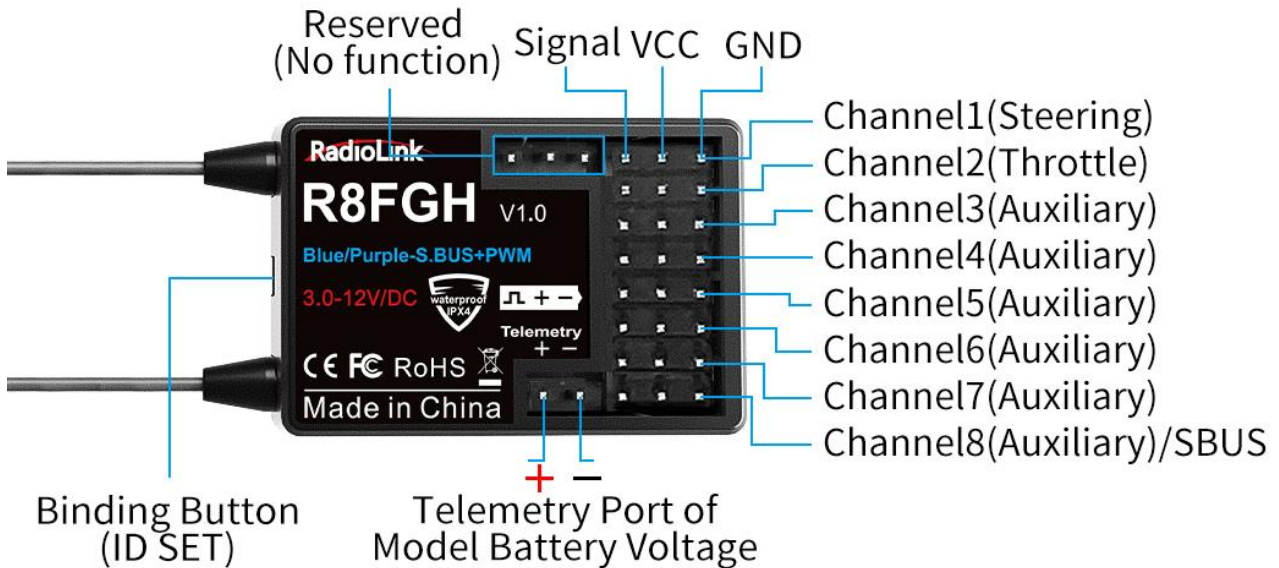 Reserved
(No function)
Signal VCC GND
RadioLink
R8FGH V1.0
Blue/Purple-S.BUS+PWM
3.0-12V/DC
waterproof
IPX4
+ −
Telemetry
+ −
CE FC RoHS
Made in China
Channel1(Steering)
Channel2(Throttle)
Channel3(Auxiliary)
Channel4(Auxiliary)
Channel5(Auxiliary)
Channel6(Auxiliary)
Channel7(Auxiliary)
Channel8(Auxiliary)/SBUS
Binding Button
(ID SET)
+ −
Telemetry Port of
Model Battery Voltage